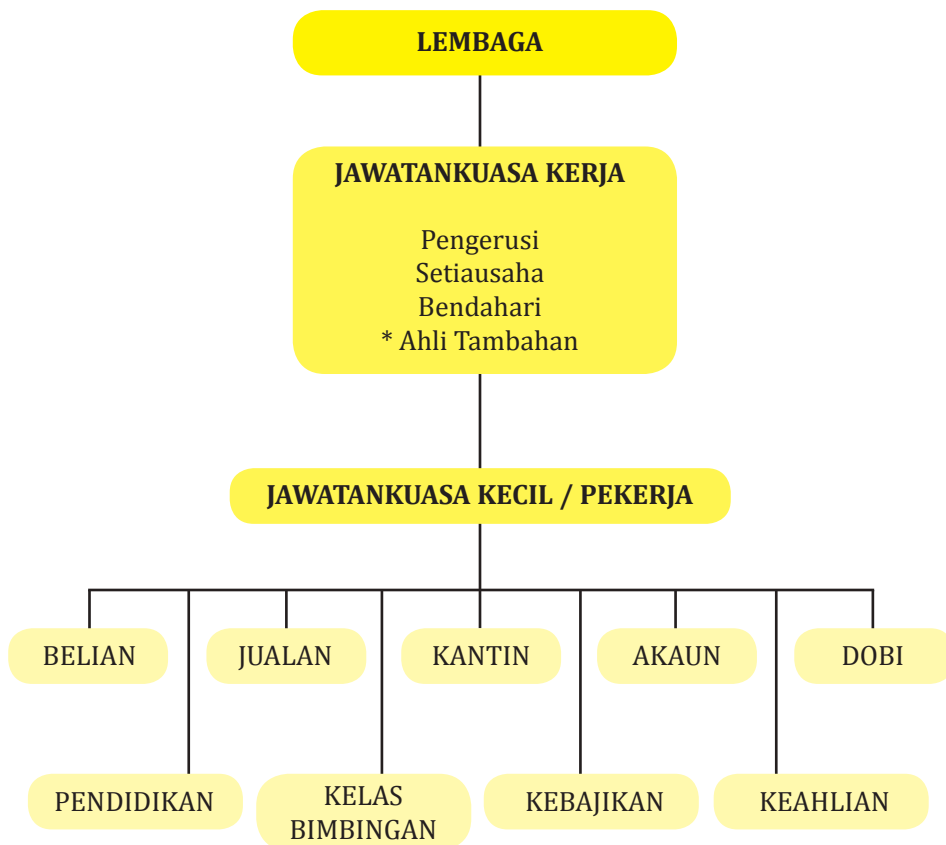 LEMBAGA
JAWATANKUASA KERJA
Pengerusi
Setiausaha
Bendahari
* Ahli Tambahan
JAWATANKUASA KECIL / PEKERJA
BELIAN
JUALAN
KANTIN
AKAUN
DOBI
PENDIDIKAN
KELAS
BIMBINGAN
KEBAJIKAN
KEAHLIAN